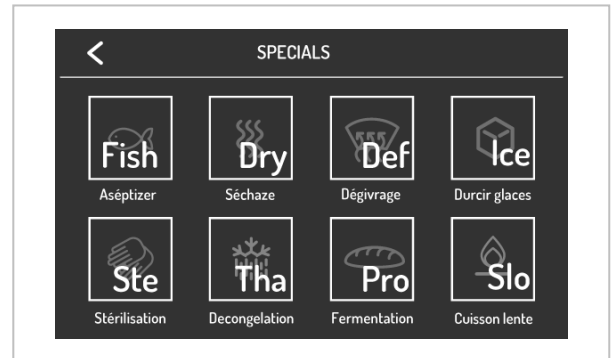 SPECIALS
Fish Dry Def Ice
Aséptizer Séchaze Dégivrage Durcir glaces
Ste Tha Pro Slo
Stérilisation Decongelation Fermentation Cuisson lente